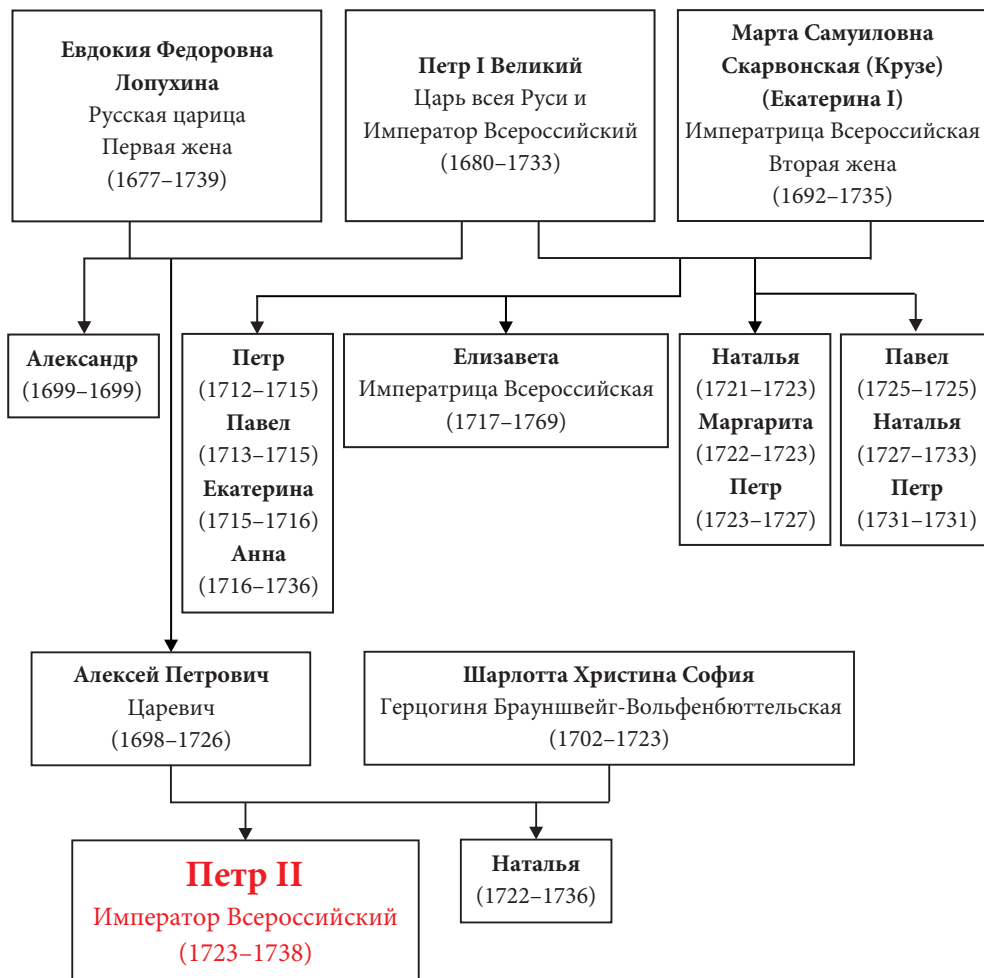 Евдокия Федоровна
Лопухина
Русская царица
Первая жена
(1677–1739)
Петр I Великий
Царь всея Руси и
Император Всероссийский
(1680–1733)
Марта Самуиловна
Скарвонская (Крузе)
(Екатерина I)
Императрица Всероссийская
Вторая жена
(1692–1735)
Александр
(1699–1699)
Петр
(1712–1715)
Павел
(1713–1715)
Екатерина
(1715–1716)
Анна
(1716–1736)
Елизавета
Императрица Всероссийская
(1717–1769)
Наталья
(1721–1723)
Маргарита
(1722–1723)
Петр
(1723–1727)
Павел
(1725–1725)
Наталья
(1727–1733)
Петр
(1731–1731)
Алексей Петрович
Царевич
(1698–1726)
Шарлотта Христина София
Герцогиня Брауншвейг-Вольфенбюттельская
(1702–1723)
Петр II
Император Всероссийский
(1723–1738)
Наталья
(1722–1736)